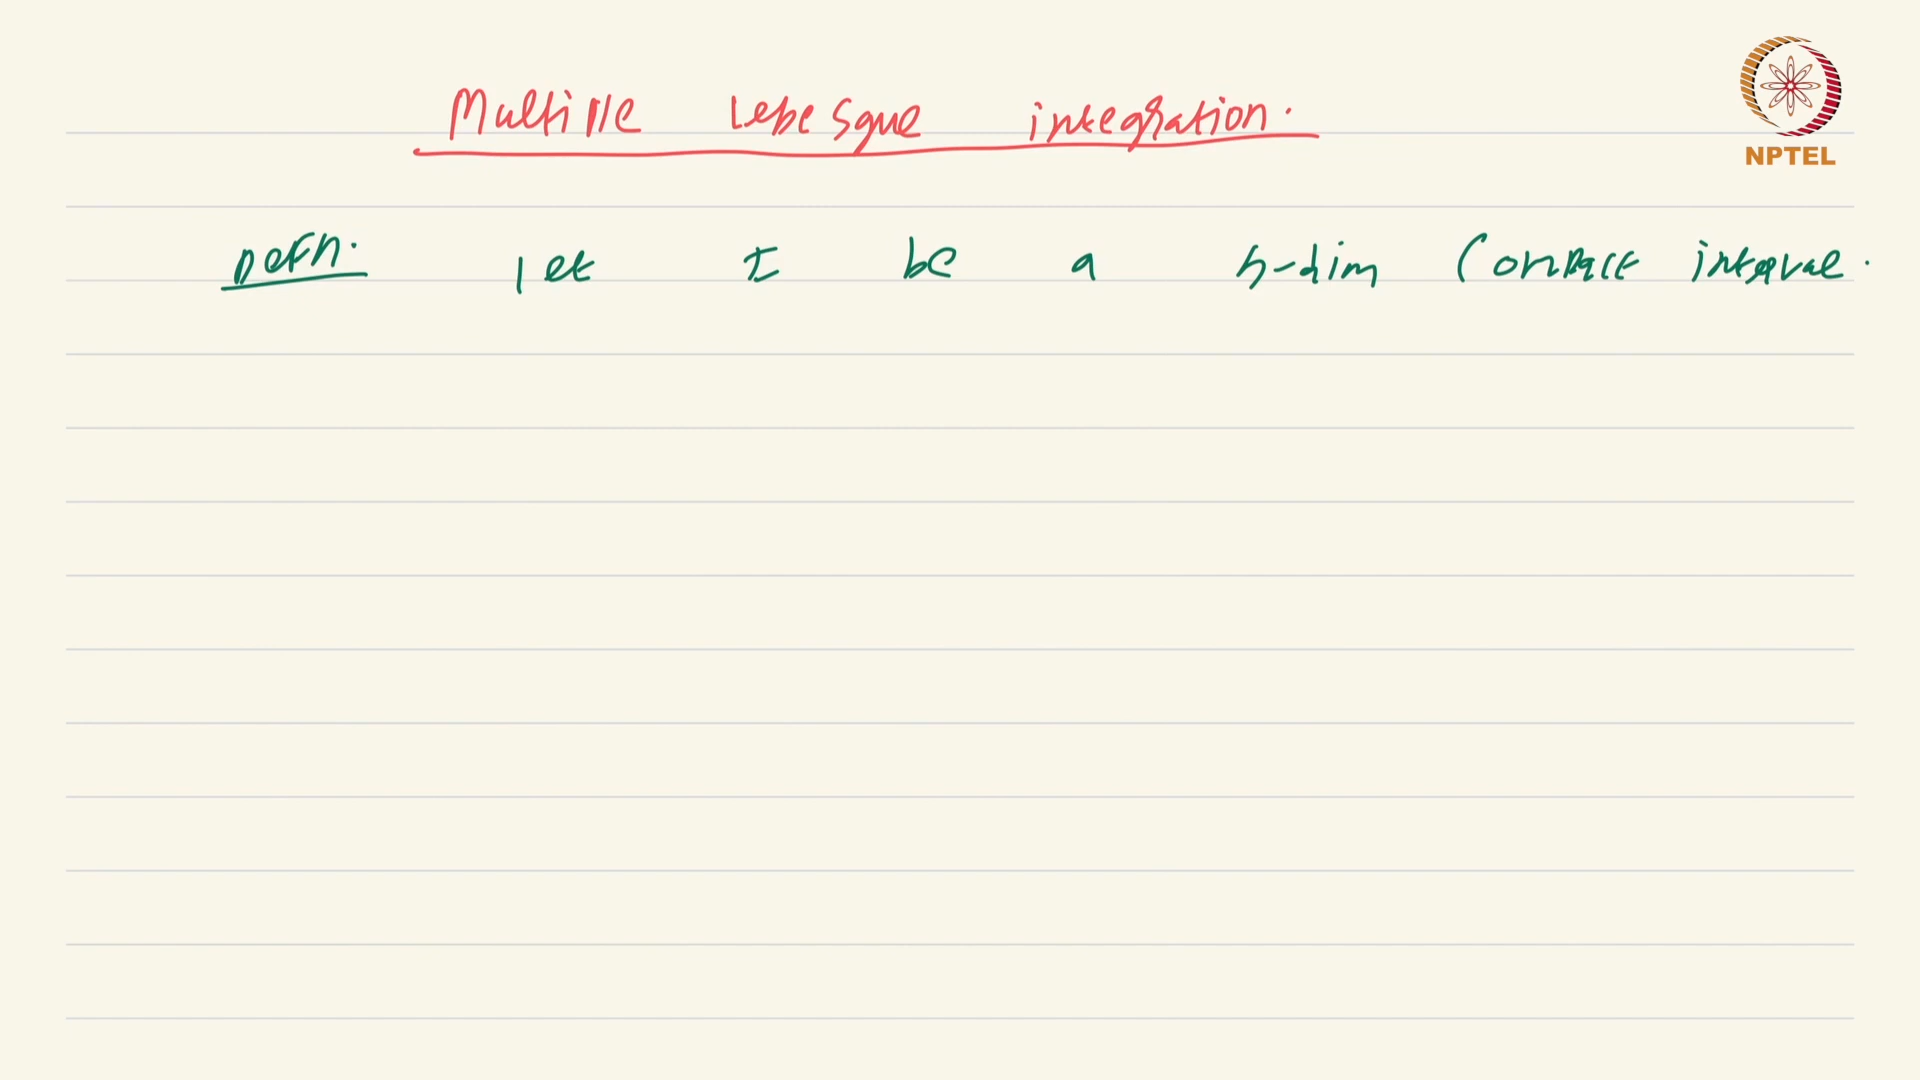 Multiple Lebesgue integration.
NPTEL
Defn. Let I be a n-dim Compact interval.